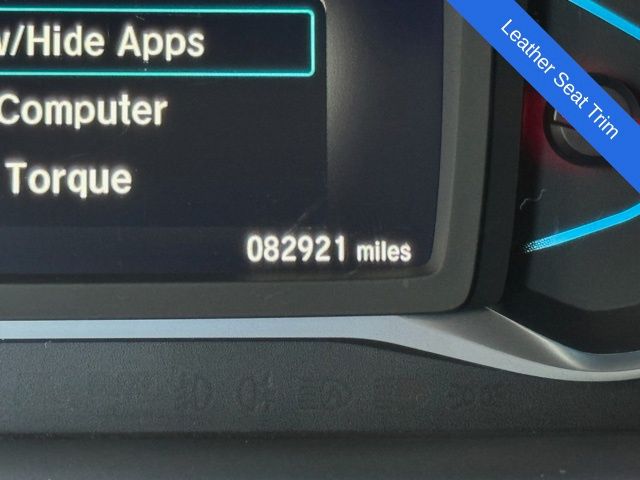 w/Hide Apps
Computer
Torque
082921 miles
Leather Seat Trim